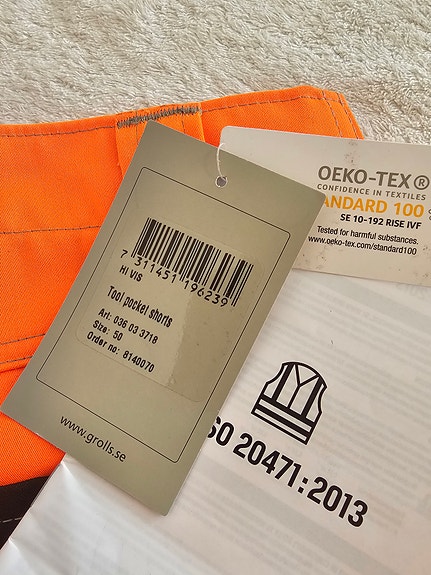 7 311451 196239
HI VIS
Tool pocket shorts
Art: 036 03 3718
Size: 50
Order no: 8140070
www.grolls.se
OEKO-TEX®
CONFIDENCE IN TEXTILES
ANDARD 100
SE 10-192 RISE IVF
Tested for harmful substances.
www.oeko-tex.com/standard100
SO 20471:2013